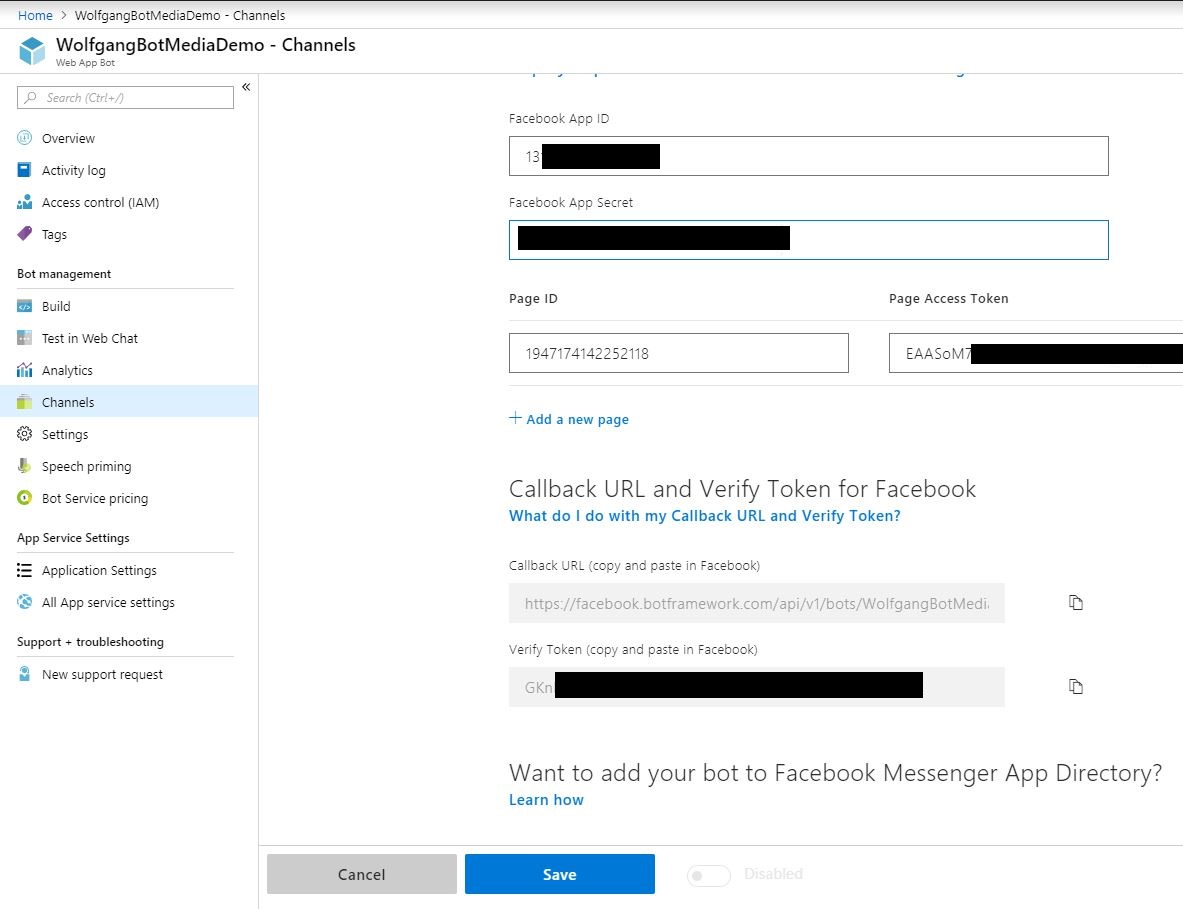 Home > WolfgangBotMediaDemo - Channels
WolfgangBotMediaDemo - Channels
Web App Bot
Search (Ctrl+/)
«
Overview
Activity log
Access control (IAM)
Tags
Bot management
Build
Test in Web Chat
Analytics
Channels
Settings
Speech priming
Bot Service pricing
App Service Settings
Application Settings
All App service settings
Support + troubleshooting
New support request
Facebook App ID
13
Facebook App Secret
Page ID Page Access Token
1947174142252118 EAASoM7
+ Add a new page
Callback URL and Verify Token for Facebook
What do I do with my Callback URL and Verify Token?
Callback URL (copy and paste in Facebook)
https://facebook.botframework.com/api/v1/bots/WolfgangBotMedi
Verify Token (copy and paste in Facebook)
GKn
Want to add your bot to Facebook Messenger App Directory?
Learn how
Cancel Save Disabled